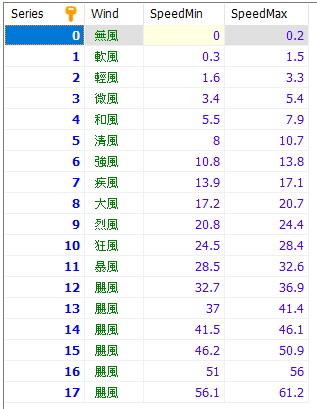 Series Wind SpeedMin SpeedMax
0 無風 0 0.2
1 軟風 0.3 1.5
2 輕風 1.6 3.3
3 微風 3.4 5.4
4 和風 5.5 7.9
5 清風 8 10.7
6 強風 10.8 13.8
7 疾風 13.9 17.1
8 大風 17.2 20.7
9 烈風 20.8 24.4
10 狂風 24.5 28.4
11 暴風 28.5 32.6
12 颶風 32.7 36.9
13 颶風 37 41.4
14 颶風 41.5 46.1
15 颶風 46.2 50.9
16 颶風 51 56
17 颶風 56.1 61.2